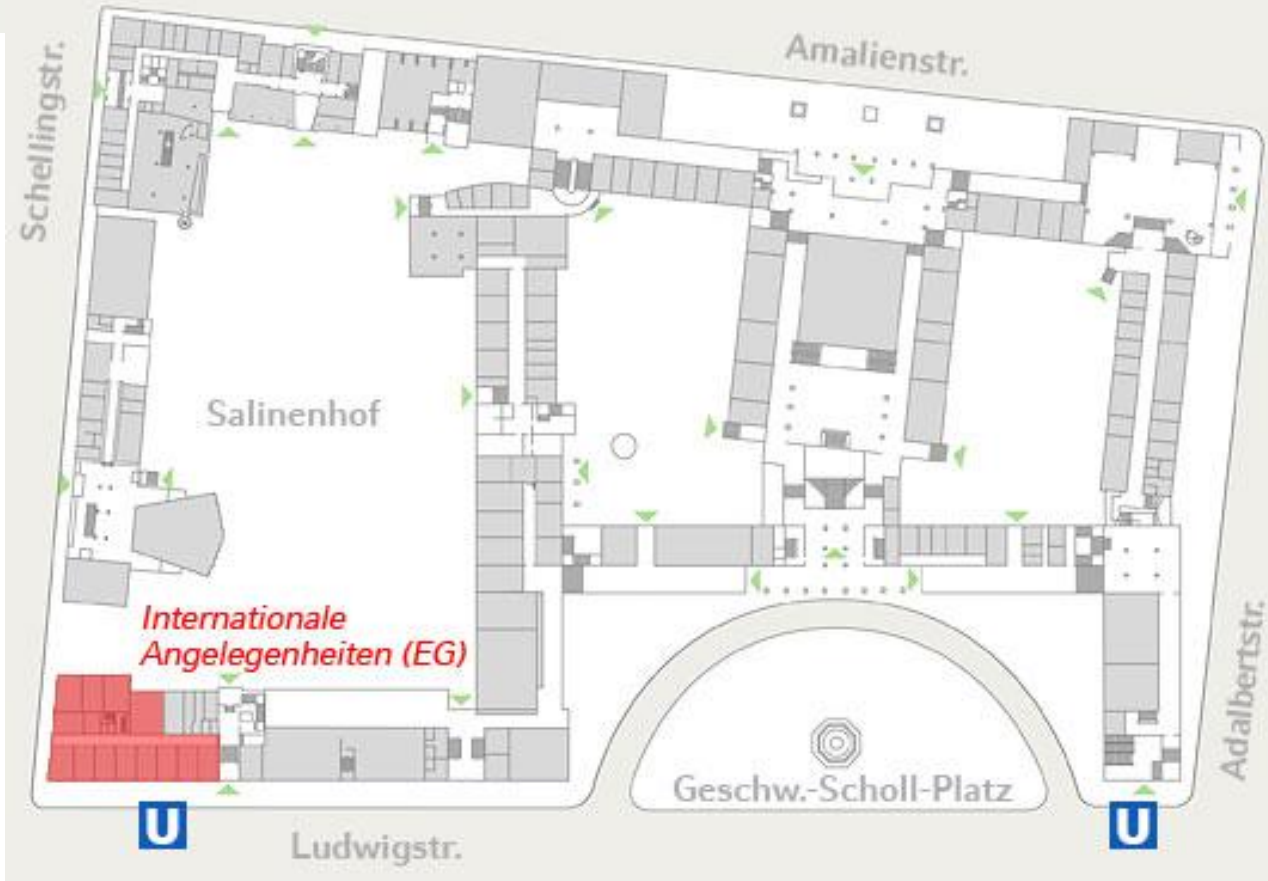 Amalienstr.
Schellingstr.
Salinenhof
Internationale
Angelegenheiten (EG)
Adalbertstr.
Geschw.-Scholl-Platz
U
U
Ludwigstr.